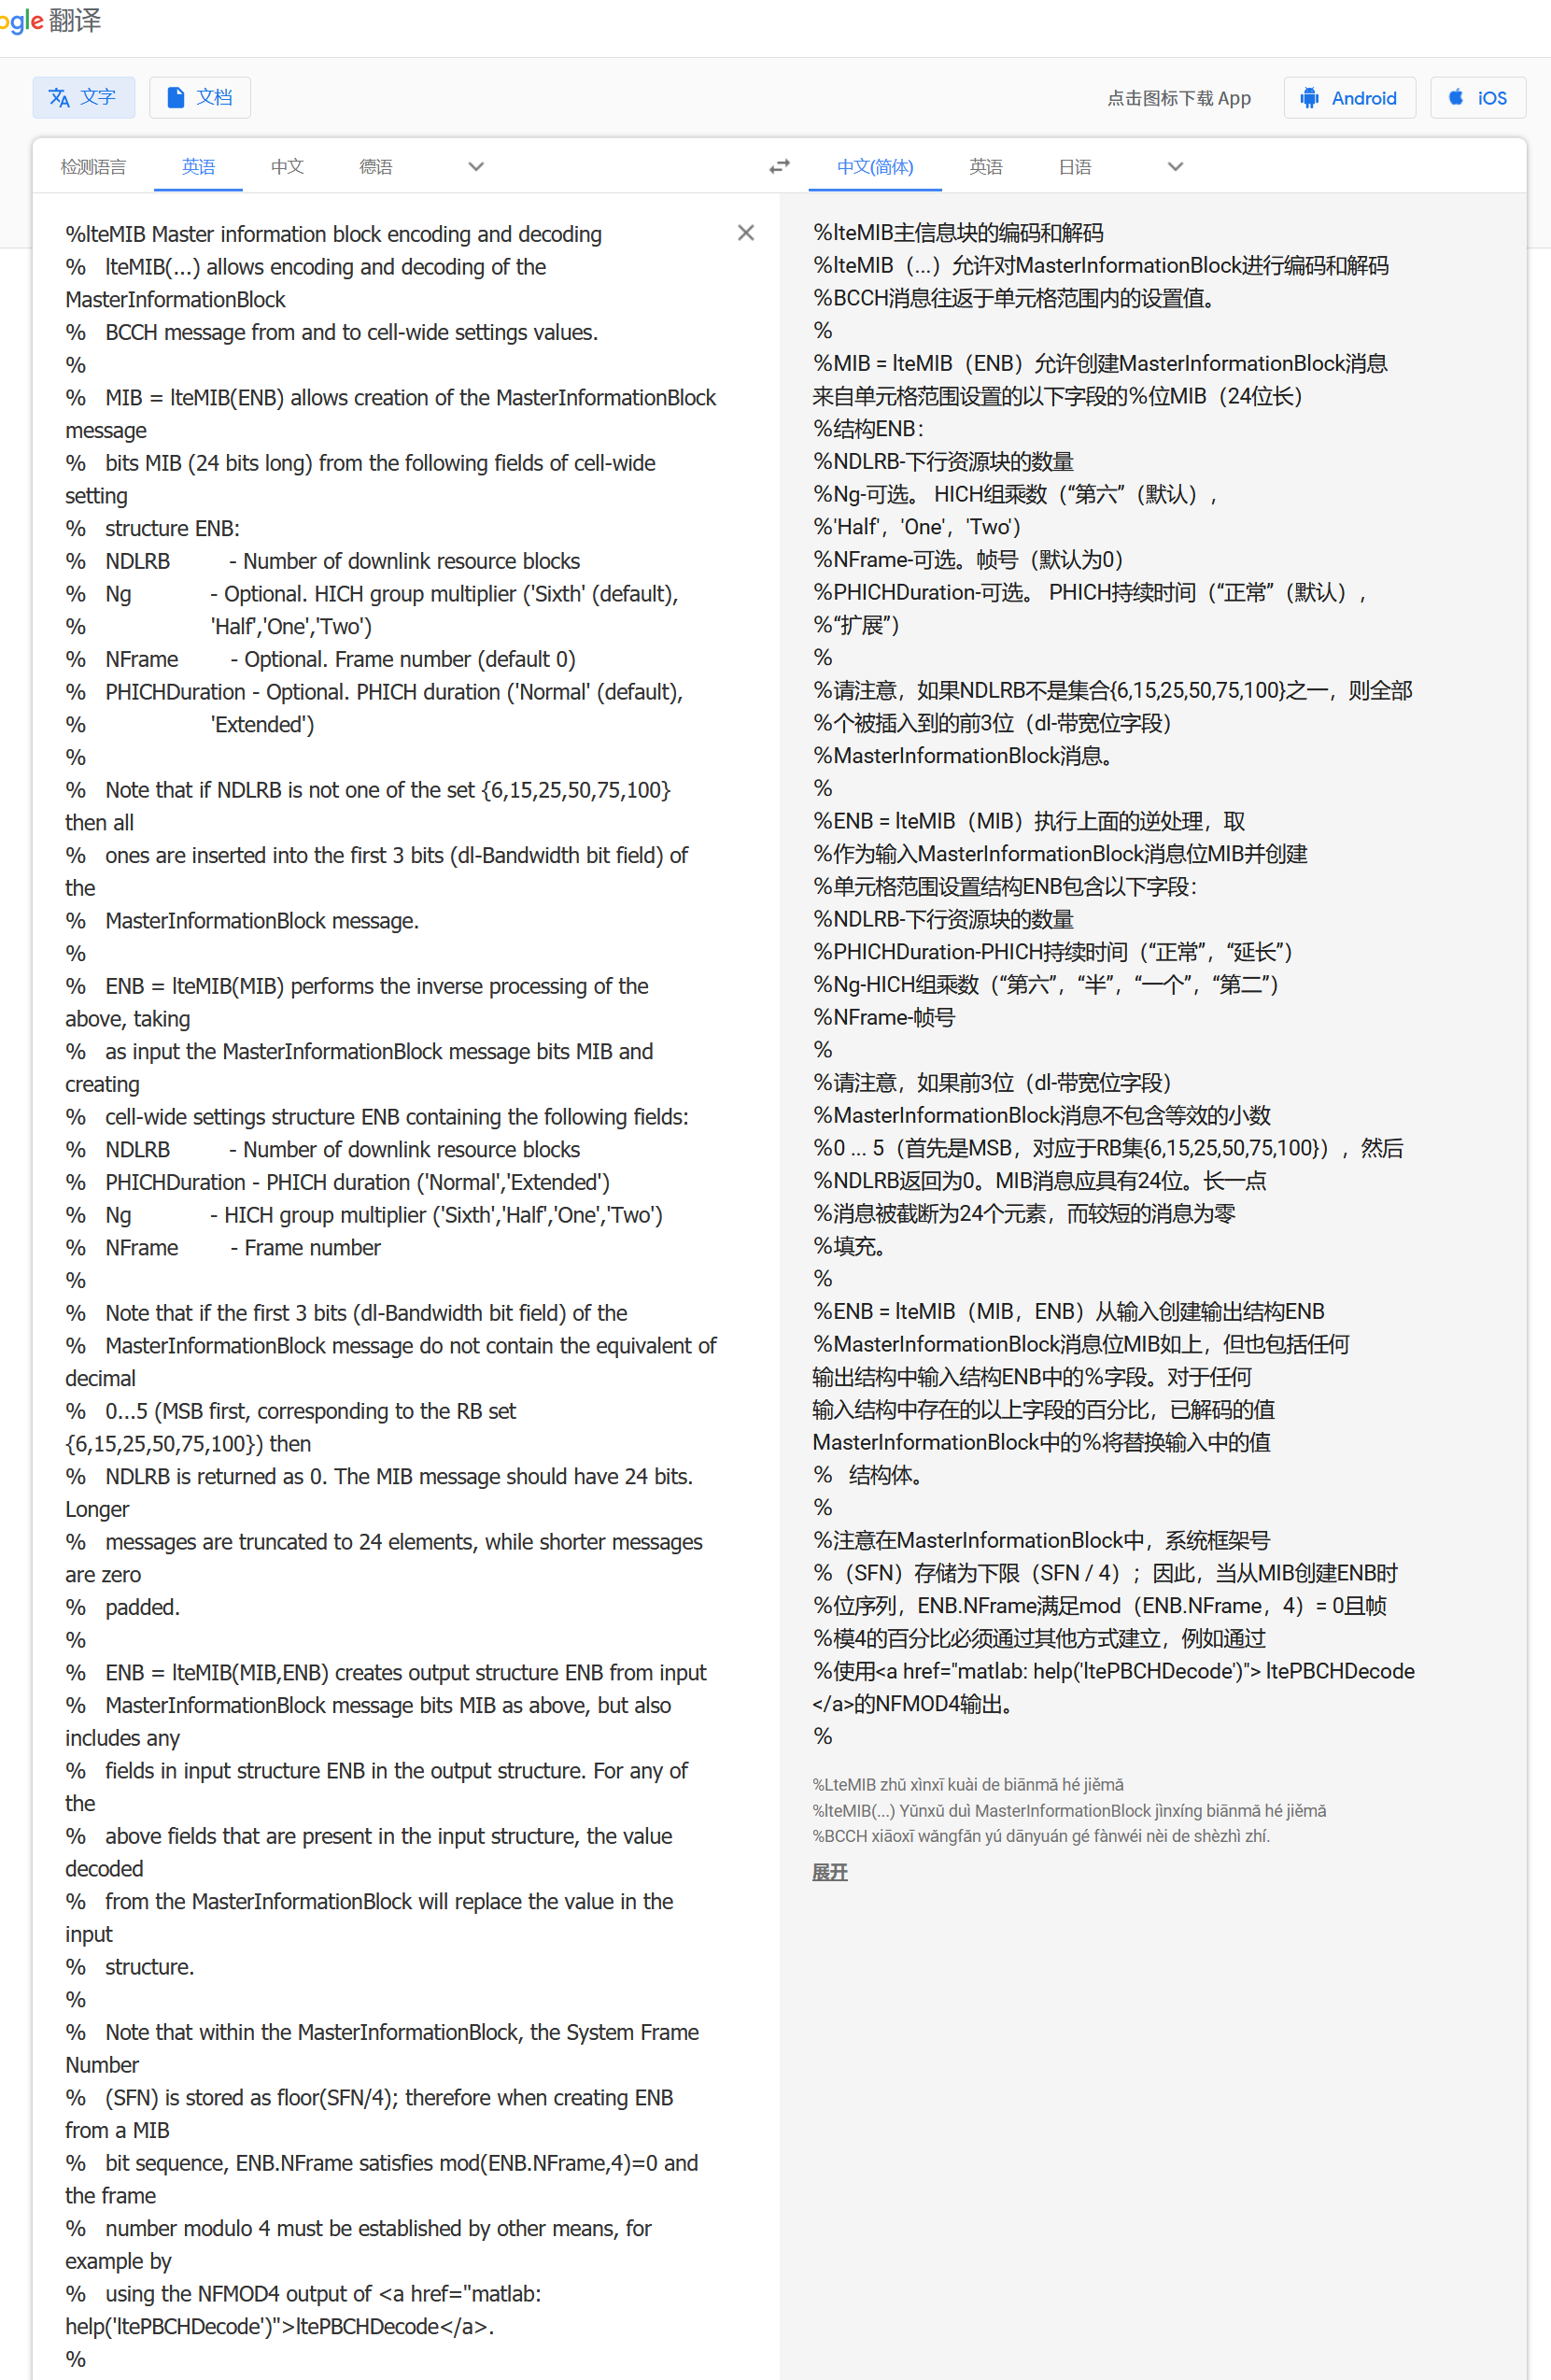 ogle 翻译
文字 文档 点击图标下载 App Android iOS
检测语言 英语 中文 德语 中文(简体) 英语 日语
%lteMIB Master information block encoding and decoding
% lteMIB(...) allows encoding and decoding of the
MasterInformationBlock
% BCCH message from and to cell-wide settings values.
%
% MIB = lteMIB(ENB) allows creation of the MasterInformationBlock
message
% bits MIB (24 bits long) from the following fields of cell-wide
setting
% structure ENB:
% NDLRB - Number of downlink resource blocks
% Ng - Optional. HICH group multiplier ('Sixth' (default),
% 'Half','One','Two')
% NFrame - Optional. Frame number (default 0)
% PHICHDuration - Optional. PHICH duration ('Normal' (default),
% 'Extended')
%
% Note that if NDLRB is not one of the set {6,15,25,50,75,100}
then all
% ones are inserted into the first 3 bits (dl-Bandwidth bit field) of
the
% MasterInformationBlock message.
%
% ENB = lteMIB(MIB) performs the inverse processing of the
above, taking
% as input the MasterInformationBlock message bits MIB and
creating
% cell-wide settings structure ENB containing the following fields:
% NDLRB - Number of downlink resource blocks
% PHICHDuration - PHICH duration ('Normal','Extended')
% Ng - HICH group multiplier ('Sixth','Half','One','Two')
% NFrame - Frame number
%
% Note that if the first 3 bits (dl-Bandwidth bit field) of the
% MasterInformationBlock message do not contain the equivalent of
decimal
% 0...5 (MSB first, corresponding to the RB set
{6,15,25,50,75,100}) then
% NDLRB is returned as 0. The MIB message should have 24 bits.
Longer
% messages are truncated to 24 elements, while shorter messages
are zero
% padded.
%
% ENB = lteMIB(MIB,ENB) creates output structure ENB from input
% MasterInformationBlock message bits MIB as above, but also
includes any
% fields in input structure ENB in the output structure. For any of
the
% above fields that are present in the input structure, the value
decoded
% from the MasterInformationBlock will replace the value in the
input
% structure.
%
% Note that within the MasterInformationBlock, the System Frame
Number
% (SFN) is stored as floor(SFN/4); therefore when creating ENB
from a MIB
% bit sequence, ENB.NFrame satisfies mod(ENB.NFrame,4)=0 and
the frame
% number modulo 4 must be established by other means, for
example by
% using the NFMOD4 output of <a href="matlab:
help('ltePBCHDecode')">ltePBCHDecode</a>.
%
%lteMIB主信息块的编码和解码
%lteMIB（...）允许对MasterInformationBlock进行编码和解码
%BCCH消息往返于单元格范围内的设置值。
%
%MIB = lteMIB（ENB）允许创建MasterInformationBlock消息
来自单元格范围设置的以下字段的％位MIB（24位长）
%结构ENB：
%NDLRB-下行资源块的数量
%Ng-可选。 HICH组乘数（“第六”（默认），
%'Half'，'One'，'Two'）
%NFrame-可选。帧号（默认为0）
%PHICHDuration-可选。 PHICH持续时间（“正常”（默认），
%“扩展”）
%
%请注意，如果NDLRB不是集合{6,15,25,50,75,100}之一，则全部
%个被插入到的前3位（dl-带宽位字段）
%MasterInformationBlock消息。
%
%ENB = lteMIB（MIB）执行上面的逆处理，取
%作为输入MasterInformationBlock消息位MIB并创建
%单元格范围设置结构ENB包含以下字段：
%NDLRB-下行资源块的数量
%PHICHDuration-PHICH持续时间（“正常”，“延长”）
%Ng-HICH组乘数（“第六”，“半”，“一个”，“第二”）
%NFrame-帧号
%
%请注意，如果前3位（dl-带宽位字段）
%MasterInformationBlock消息不包含等效的小数
%0 ... 5（首先是MSB，对应于RB集{6,15,25,50,75,100}），然后
%NDLRB返回为0。MIB消息应具有24位。长一点
%消息被截断为24个元素，而较短的消息为零
%填充。
%
%ENB = lteMIB（MIB，ENB）从输入创建输出结构ENB
%MasterInformationBlock消息位MIB如上，但也包括任何
输出结构中输入结构ENB中的％字段。对于任何
输入结构中存在的以上字段的百分比，已解码的值
MasterInformationBlock中的％将替换输入中的值
% 结构体。
%
%注意在MasterInformationBlock中，系统框架号
%（SFN）存储为下限（SFN / 4）；因此，当从MIB创建ENB时
%位序列，ENB.NFrame满足mod（ENB.NFrame，4）= 0且帧
%模4的百分比必须通过其他方式建立，例如通过
%使用<a href="matlab: help('ltePBCHDecode')"> ltePBCHDecode
</a>的NFMOD4输出。
%
%LteMIB zhǔ xìnxī kuài de biānmǎ hé jiěmǎ
%lteMIB(...) Yǔnxǔ duì MasterInformationBlock jìnxíng biānmǎ hé jiěmǎ
%BCCH xiāoxī wǎngfǎn yú dānyuán gé fànwéi nèi de shèzhì zhí.
展开